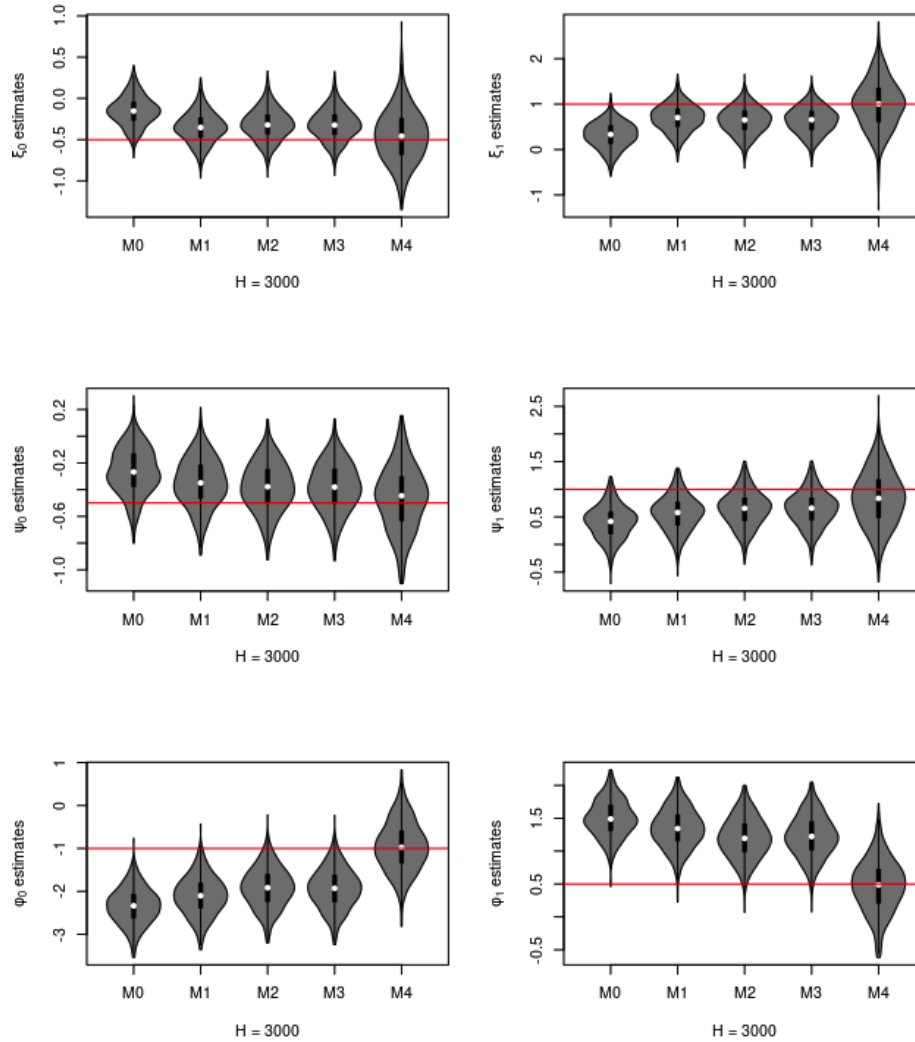 ξ0 estimates
1.0
0.5
0.0
-0.5
-1.0
M0 M1 M2 M3 M4
H = 3000
ξ1 estimates
2
1
0
-1
M0 M1 M2 M3 M4
H = 3000
ψ0 estimates
0.2
-0.2
-0.6
-1.0
M0 M1 M2 M3 M4
H = 3000
ψ1 estimates
2.5
1.5
0.5
-0.5
M0 M1 M2 M3 M4
H = 3000
φ0 estimates
1
0
-1
-2
-3
M0 M1 M2 M3 M4
H = 3000
φ1 estimates
1.5
0.5
-0.5
M0 M1 M2 M3 M4
H = 3000